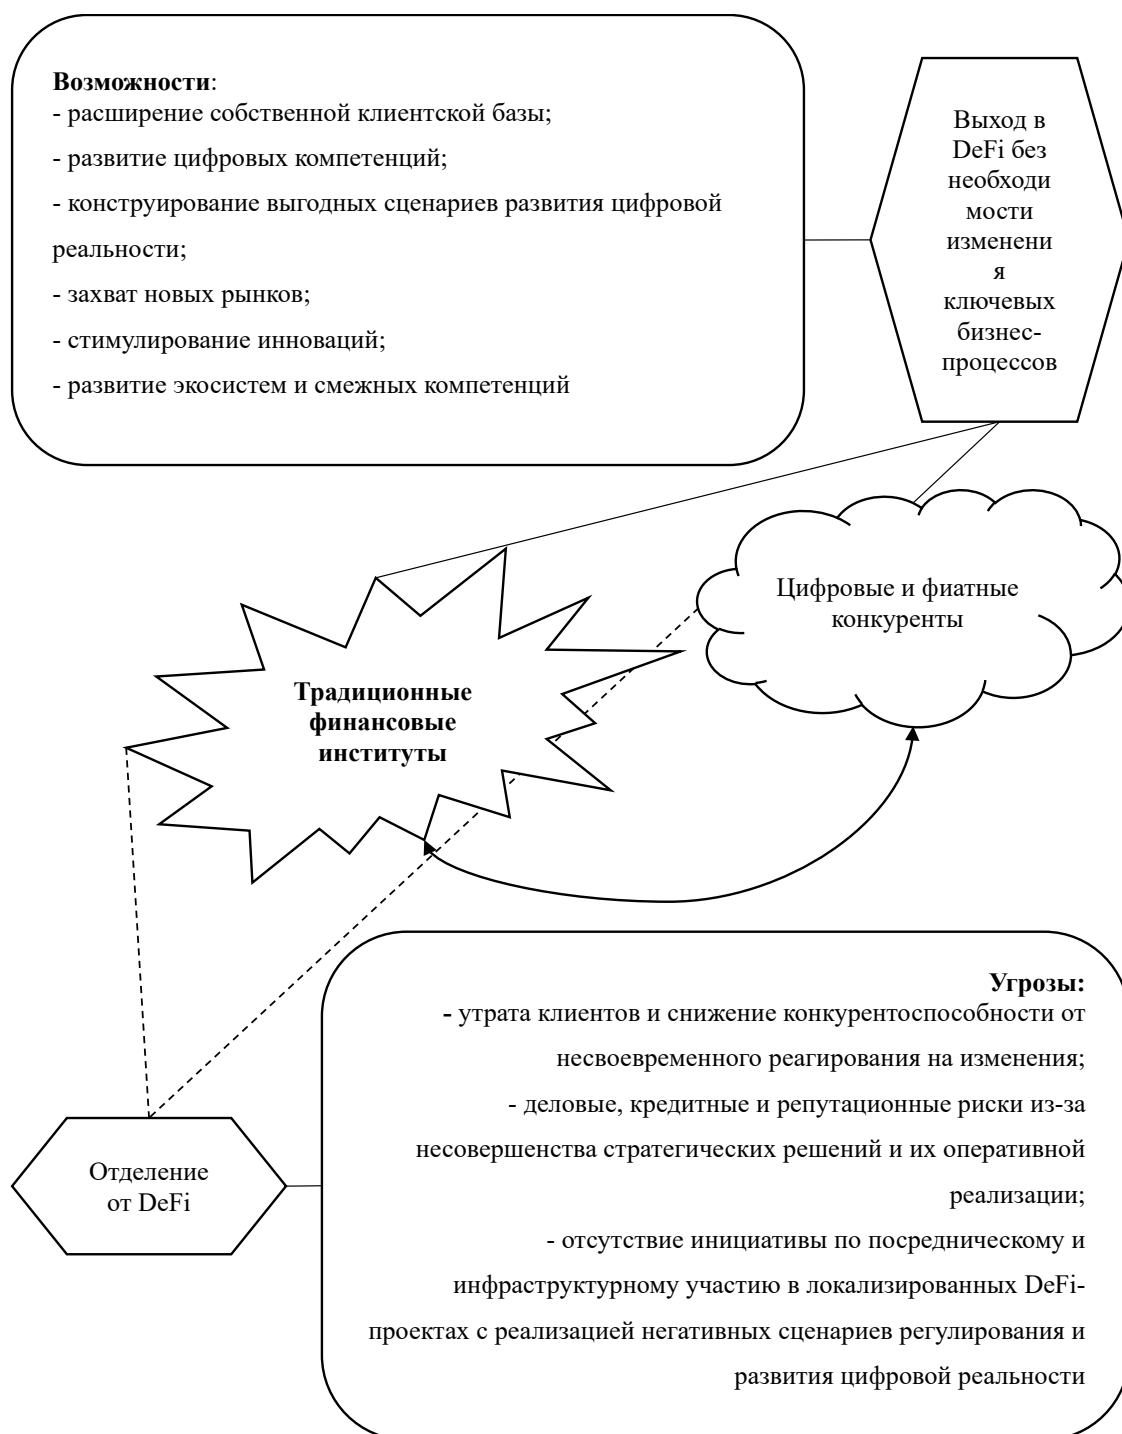 Возможности:
- расширение собственной клиентской базы;
- развитие цифровых компетенций;
- конструирование выгодных сценариев развития цифровой
реальности;
- захват новых рынков;
- стимулирование инноваций;
- развитие экосистем и смежных компетенций
Выход в
DeFi без
необходи
мости
изменени
я
ключевых
бизнес-
процессов
Цифровые и фиатные
конкуренты
Традиционные
финансовые
институты
Угрозы:
- утрата клиентов и снижение конкурентоспособности от
несвоевременного реагирования на изменения;
- деловые, кредитные и репутационные риски из-за
несовершенства стратегических решений и их оперативной
реализации;
- отсутствие инициативы по посредническому и
инфраструктурному участию в локализированных DeFi-
проектах с реализацией негативных сценариев регулирования и
развития цифровой реальности
Отделение
от DeFi